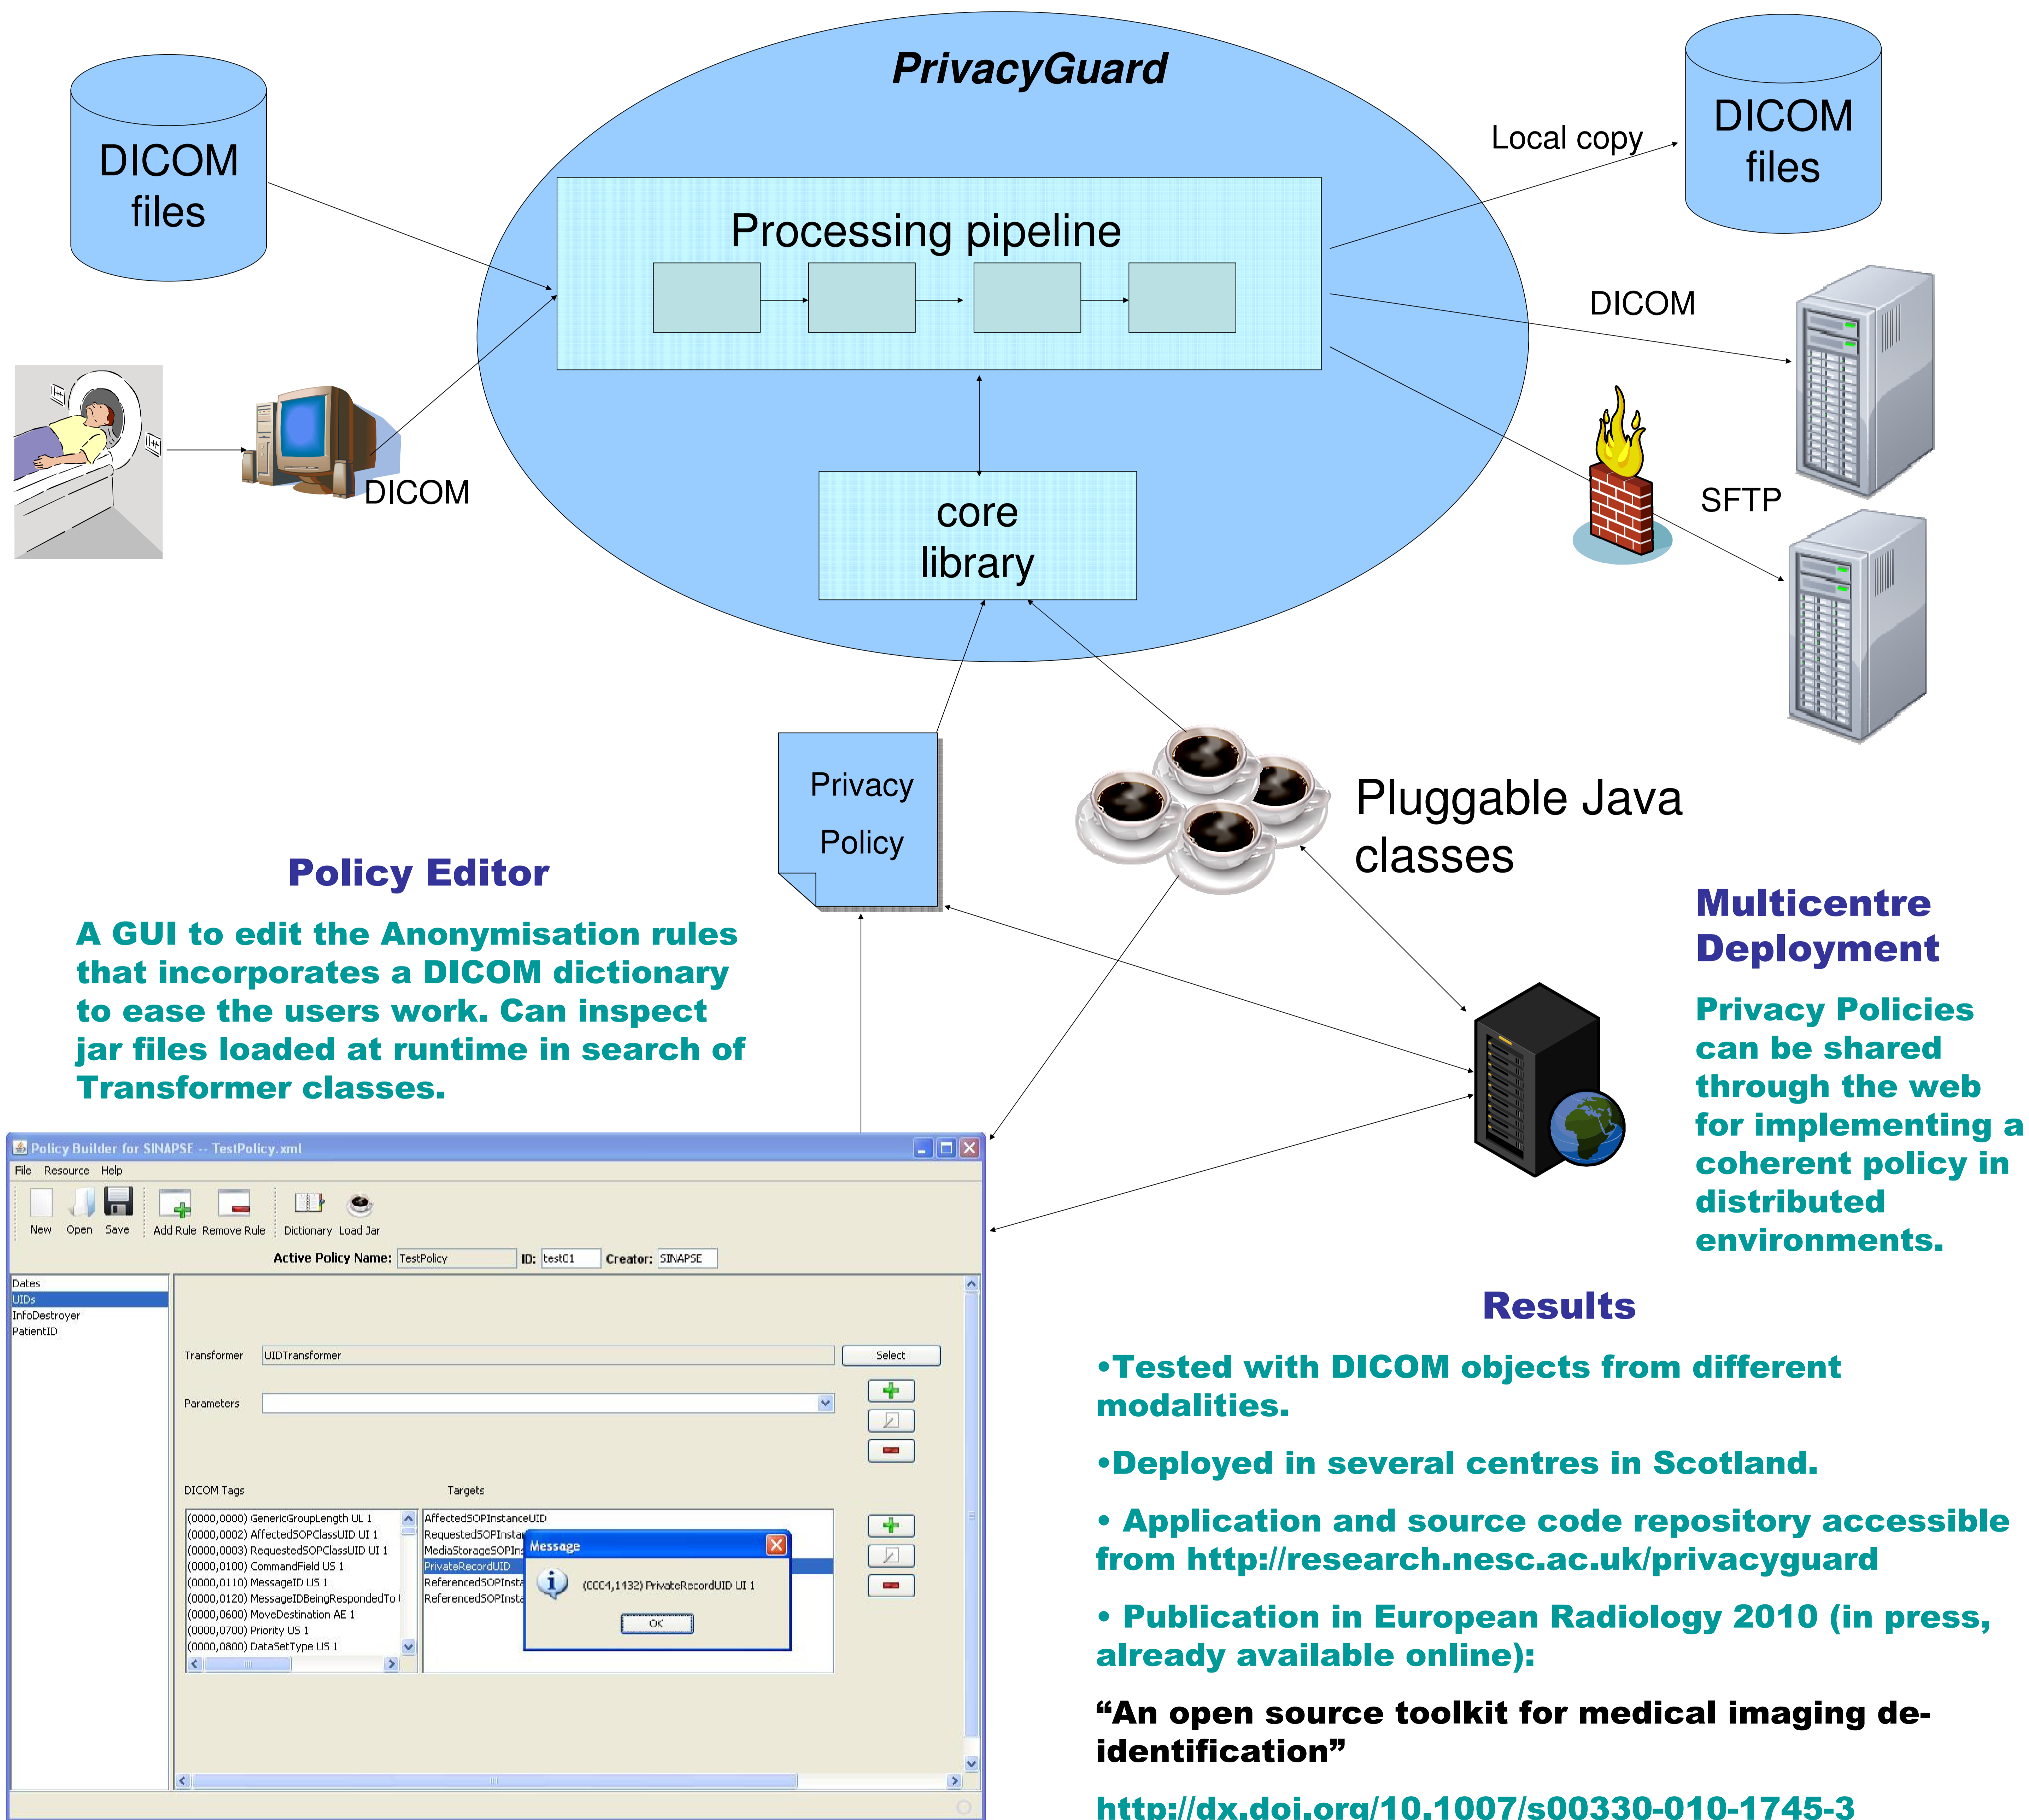 PrivacyGuard
DICOM
files
DICOM
files
Local copy
Processing pipeline
DICOM
DICOM
SFTP
core
library
Privacy
Policy
Pluggable Java
classes
Policy Editor
A GUI to edit the Anonymisation rules
that incorporates a DICOM dictionary
to ease the users work. Can inspect
jar files loaded at runtime in search of
Transformer classes.
Multicentre
Deployment
Privacy Policies
can be shared
through the web
for implementing a
coherent policy in
distributed
environments.
Policy Builder for SINAPSE -- TestPolicy.xml
File Resource Help
New Open Save Add Rule Remove Rule Dictionary Load Jar
Active Policy Name: TestPolicy ID: test01 Creator: SINAPSE
Dates
UIDs
InfoDestroyer
PatientID
Transformer UIDTransformer Select
Parameters
DICOM Tags Targets
(0000,0000) GenericGroupLength UL 1
(0000,0002) AffectedSOPClassUID UI 1
(0000,0003) RequestedSOPClassUID UI 1
(0000,0100) CommandField US 1
(0000,0110) MessageID US 1
(0000,0120) MessageIDBeingRespondedTo
(0000,0600) MoveDestination AE 1
(0000,0700) Priority US 1
(0000,0800) DataSetType US 1
AffectedSOPInstanceUID
RequestedSOPInstan
MediaStorageSOPIns
PrivateRecordUID
ReferencedSOPInsta
ReferencedSOPInsta
Message
(0004,1432) PrivateRecordUID UI 1
OK
Results
•Tested with DICOM objects from different
modalities.
•Deployed in several centres in Scotland.
• Application and source code repository accessible
from http://research.nesc.ac.uk/privacyguard
• Publication in European Radiology 2010 (in press,
already available online):
“An open source toolkit for medical imaging de-
identification”
http://dx.doi.org/10.1007/s00330-010-1745-3